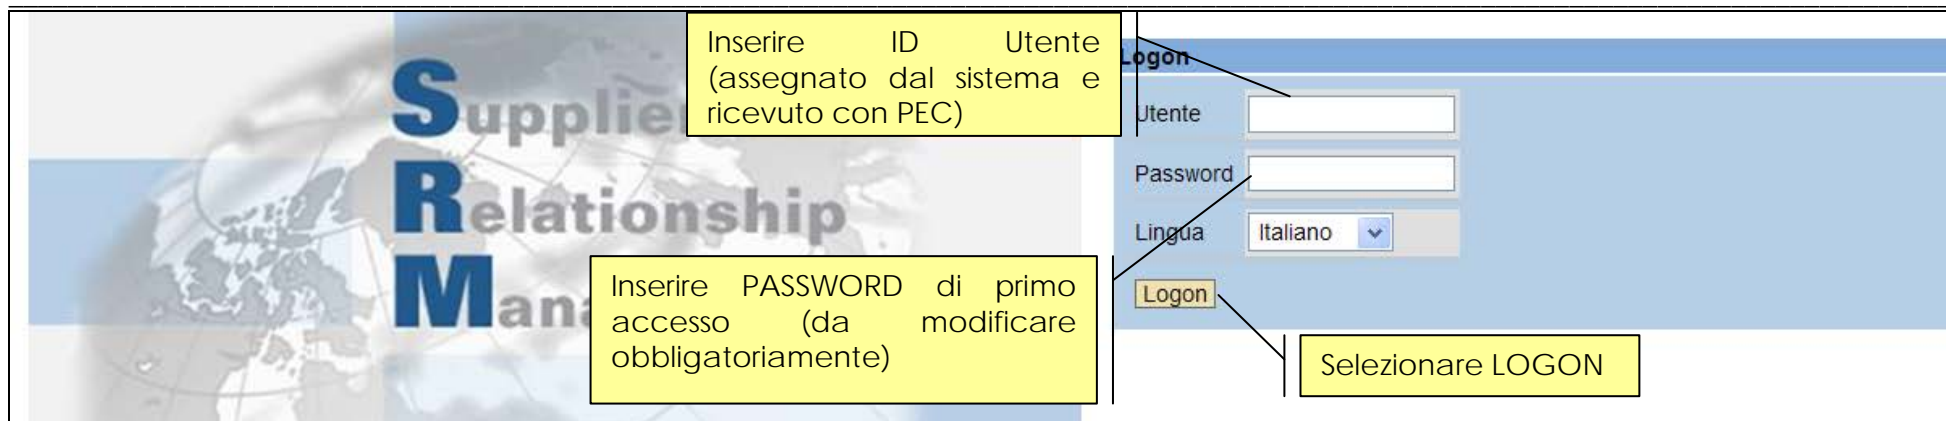 Supplier
Relationship
Mana
Inserire ID Utente
(assegnato dal sistema e
ricevuto con PEC)
Inserire PASSWORD di primo
accesso (da modificare
obbligatoriamente)
Logon
Utente
Password
Lingua Italiano
Logon
Selezionare LOGON